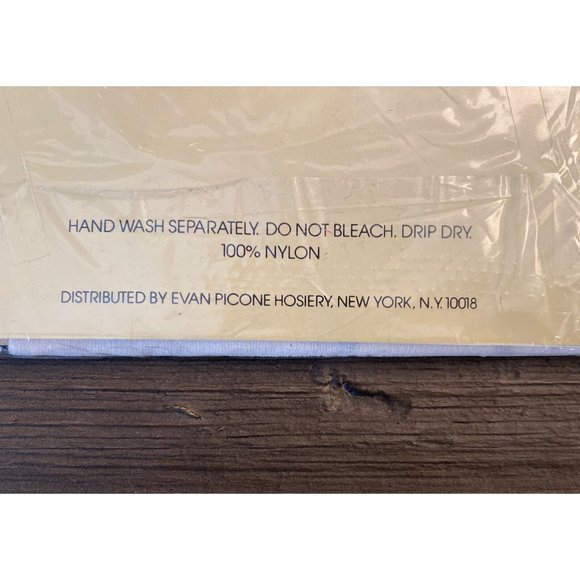 HAND WASH SEPARATELY. DO NOT BLEACH. DRIP DRY.
100% NYLON
DISTRIBUTED BY EVAN PICONE HOSIERY, NEW YORK, N.Y. 10018